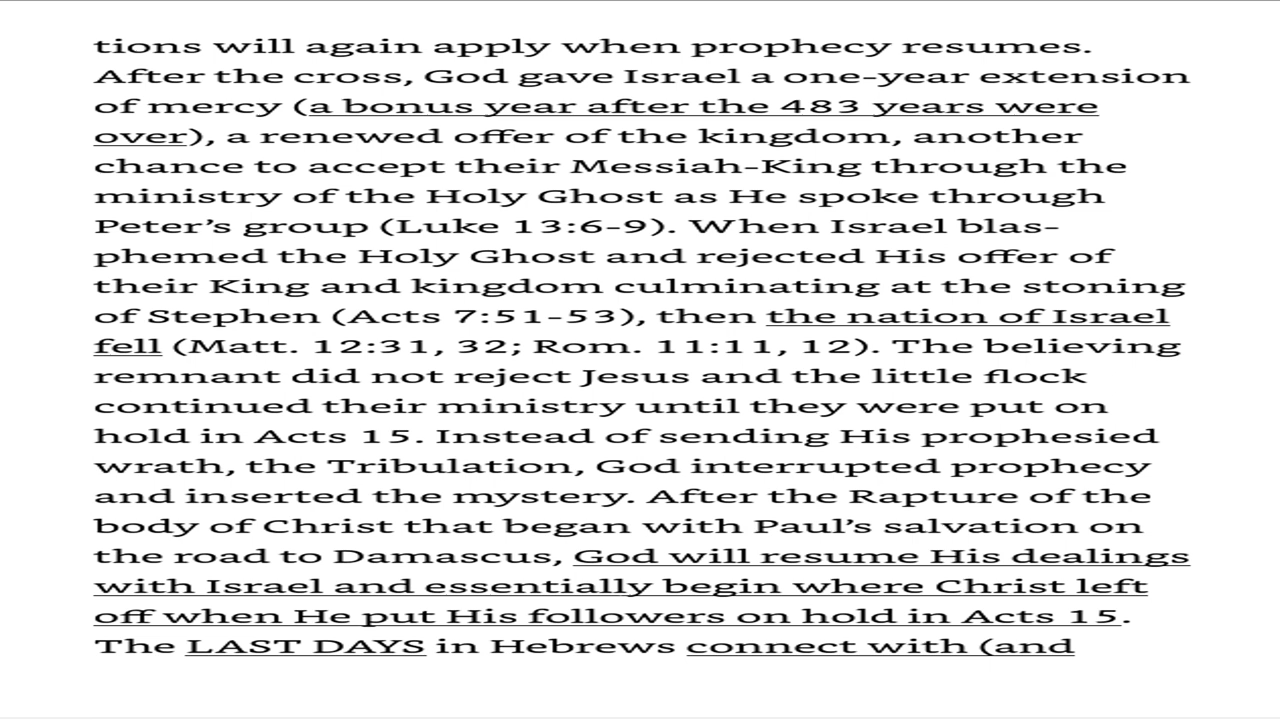 tions will again apply when prophecy resumes.
After the cross, God gave Israel a one-year extension
of mercy (a bonus year after the 483 years were
over), a renewed offer of the kingdom, another
chance to accept their Messiah-King through the
ministry of the Holy Ghost as He spoke through
Peter’s group (Luke 13:6-9). When Israel blas-
phemed the Holy Ghost and rejected His offer of
their King and kingdom culminating at the stoning
of Stephen (Acts 7:51-53), then the nation of Israel
fell (Matt. 12:31, 32; Rom. 11:11, 12). The believing
remnant did not reject Jesus and the little flock
continued their ministry until they were put on
hold in Acts 15. Instead of sending His prophesied
wrath, the Tribulation, God interrupted prophecy
and inserted the mystery. After the Rapture of the
body of Christ that began with Paul’s salvation on
the road to Damascus, God will resume His dealings
with Israel and essentially begin where Christ left
off when He put His followers on hold in Acts 15.
The LAST DAYS in Hebrews connect with (and